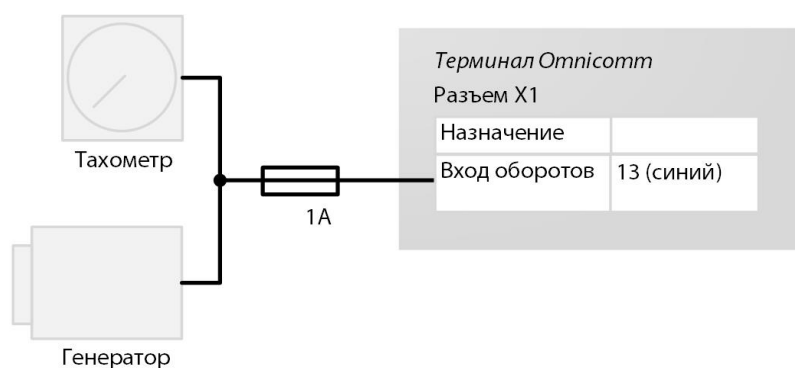 Терминал Omnicomm
Разъем X1
Назначение
Вход оборотов 13 (синий)
Тахометр
1А
Генератор